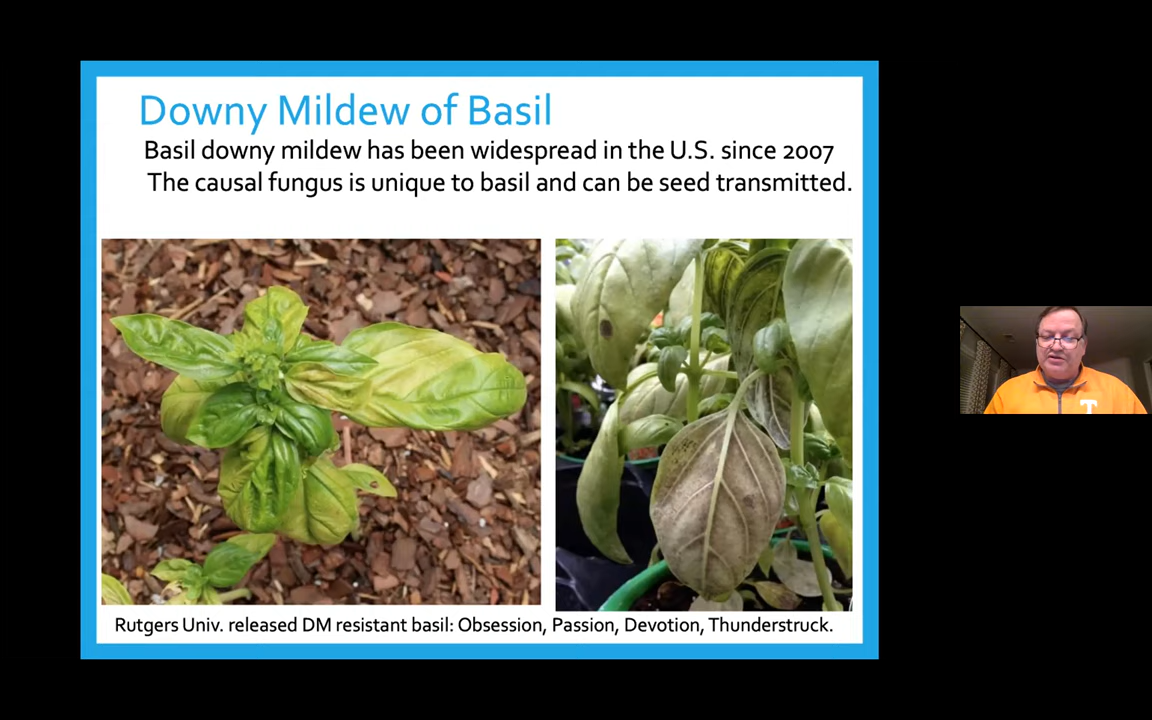 Downy Mildew of Basil
Basil downy mildew has been widespread in the U.S. since 2007
The causal fungus is unique to basil and can be seed transmitted.
Rutgers Univ. released DM resistant basil: Obsession, Passion, Devotion, Thunderstruck.
T